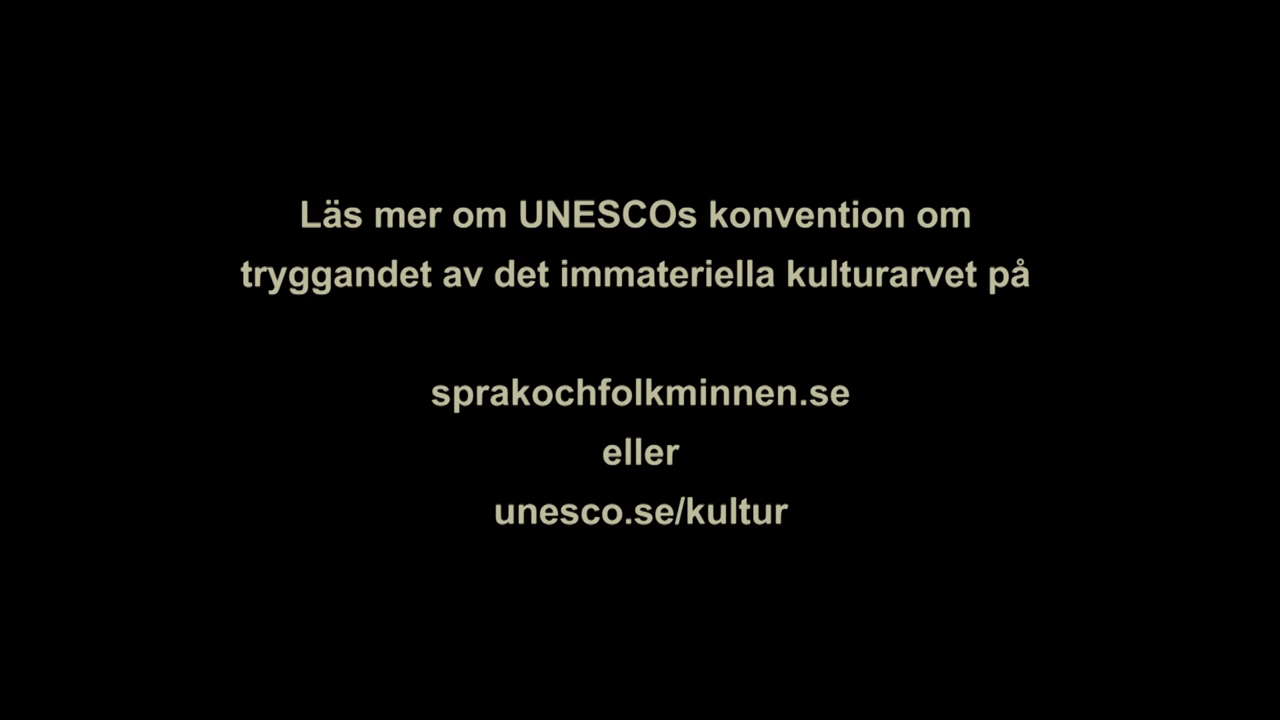 Läs mer om UNESCOs konvention om
tryggandet av det immateriella kulturarvet på
sprakochfolkminnen.se
eller
unesco.se/kultur